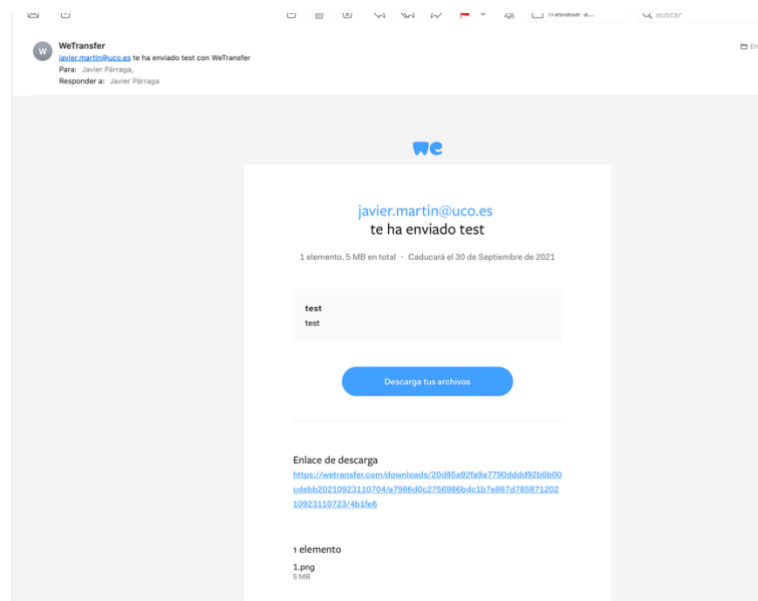 Trasladar a...
Buscar
W
WeTransfer
En
javier.martin@uco.es te ha enviado test con WeTransfer
Para: Javier Párraga,
Responder a: Javier Párraga
we
javier.martin@uco.es
te ha enviado test
1 elemento, 5 MB en total · Caducará el 30 de Septiembre de 2021
test
test
Descarga tus archivos
Enlace de descarga
https://wetransfer.com/downloads/20d85a92fa9a7790dddd92b6b00
cdebb20210923110704/a7986d0c2756986bdc1b7e867d785871202
10923110723/4b1fe6
1 elemento
1.png
5 MB